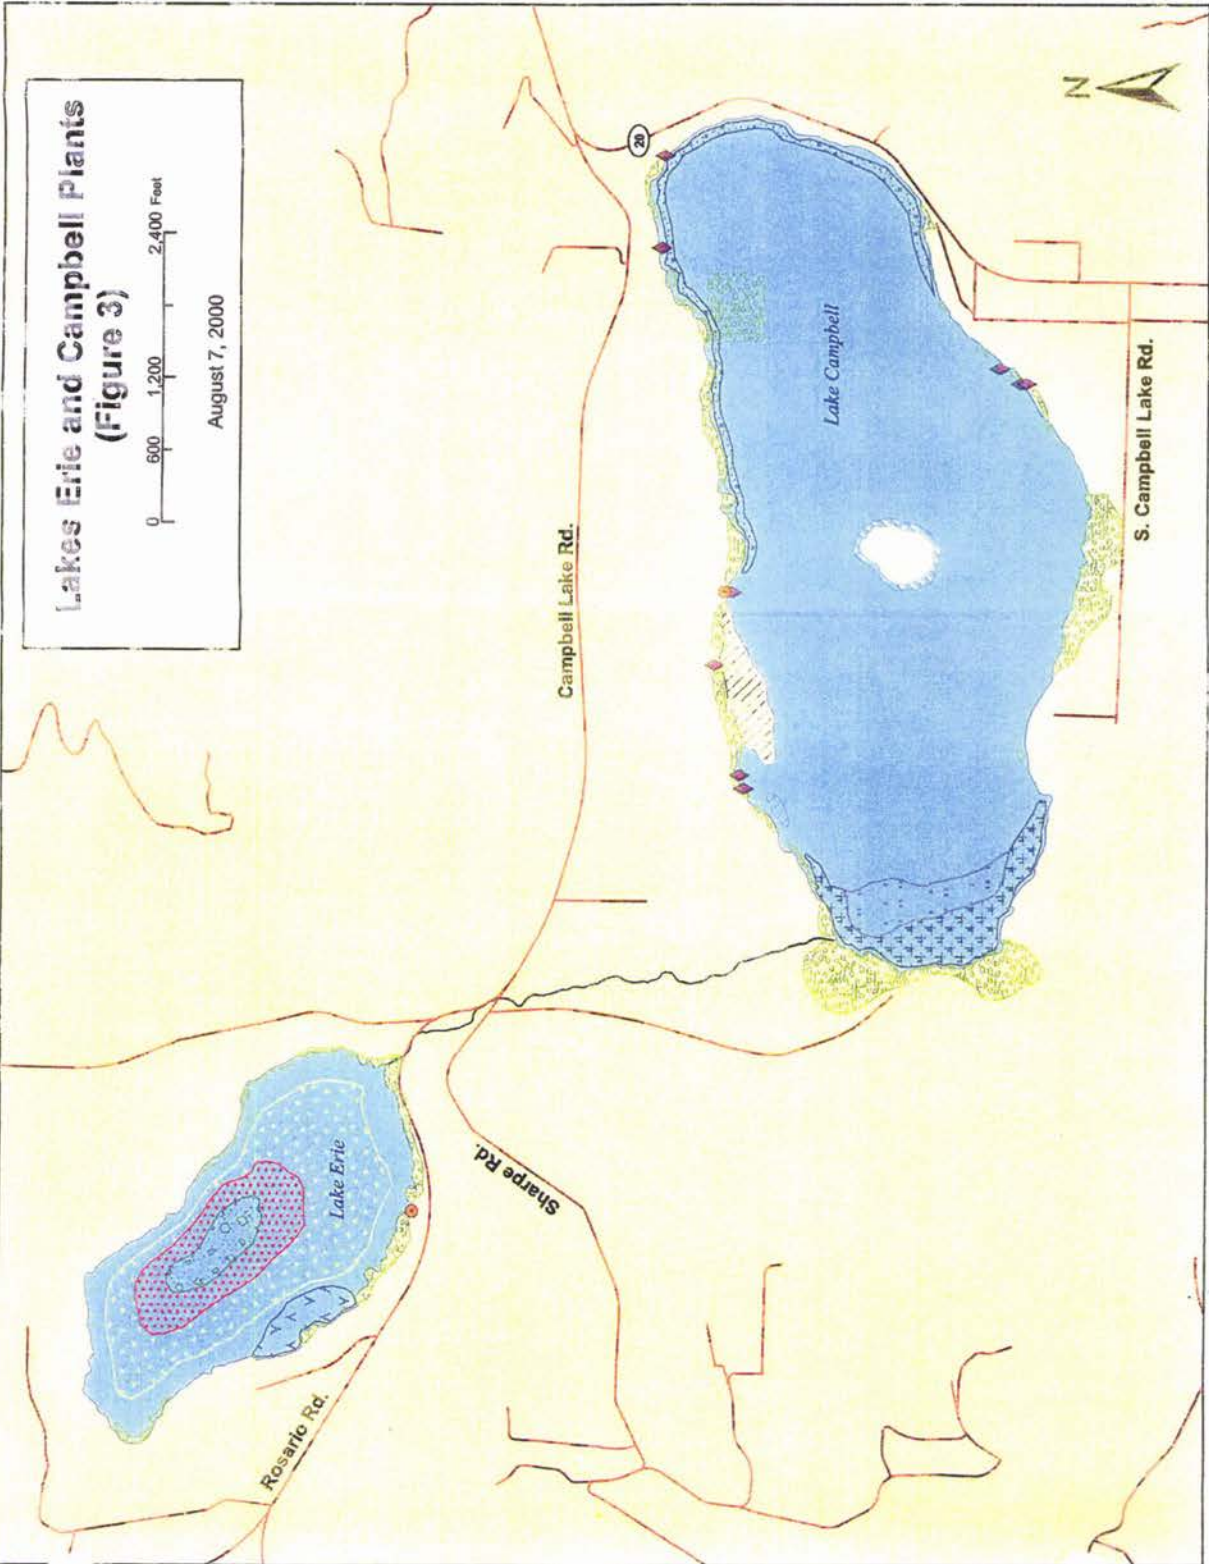 Lakes Erie and Campbell Plants
(Figure 3)
0 600 1,200 2,400 Feet
August 7, 2000
N
20
Campbell Lake Rd.
Lake Campbell
S. Campbell Lake Rd.
Lake Erie
Sharpe Rd.
Rosario Rd.